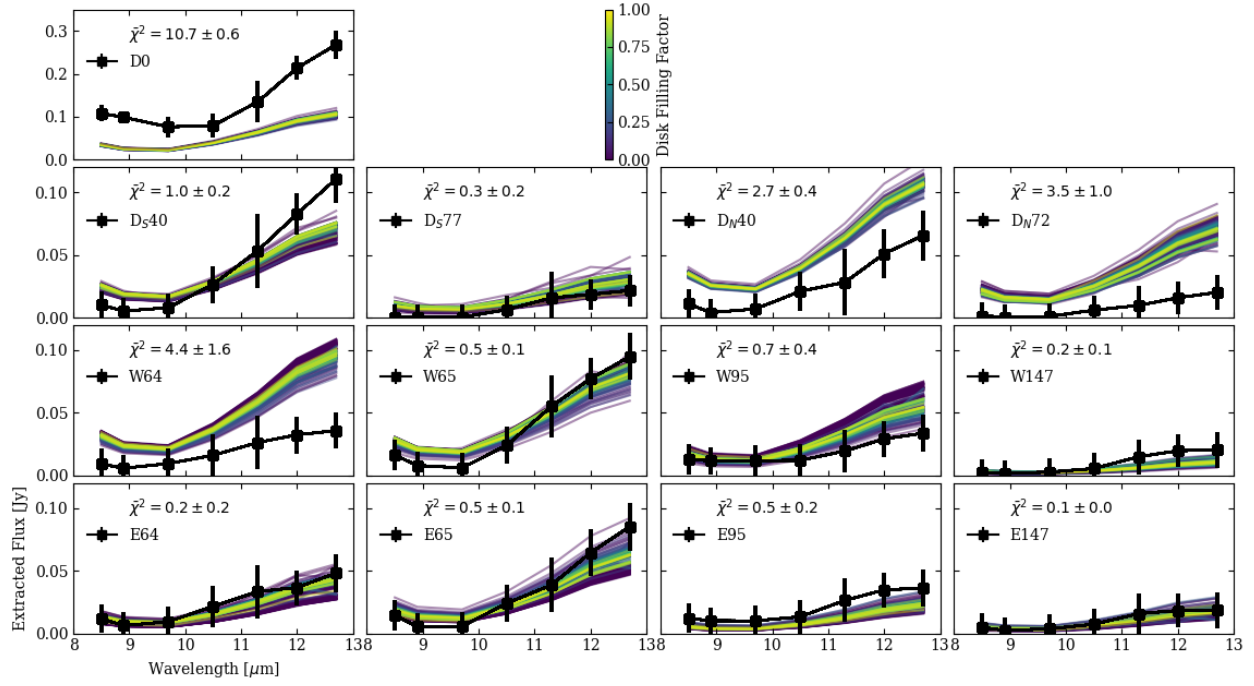 0.3
0.2
0.1
0.0
χ̄² = 10.7 ± 0.6
D0
1.00
0.75
0.50
0.25
0.00
Disk Filling Factor
0.10
0.05
0.00
χ̄² = 1.0 ± 0.2
D_S40
χ̄² = 0.3 ± 0.2
D_S77
χ̄² = 2.7 ± 0.4
D_N40
χ̄² = 3.5 ± 1.0
D_N72
0.10
0.05
0.00
χ̄² = 4.4 ± 1.6
W64
χ̄² = 0.5 ± 0.1
W65
χ̄² = 0.7 ± 0.4
W95
χ̄² = 0.2 ± 0.1
W147
Extracted Flux [Jy]
0.10
0.05
0.00
χ̄² = 0.2 ± 0.2
E64
χ̄² = 0.5 ± 0.1
E65
χ̄² = 0.5 ± 0.2
E95
χ̄² = 0.1 ± 0.0
E147
8 9 10 11 12 13 8 9 10 11 12 13 8 9 10 11 12 13 8 9 10 11 12 13
Wavelength [μm]